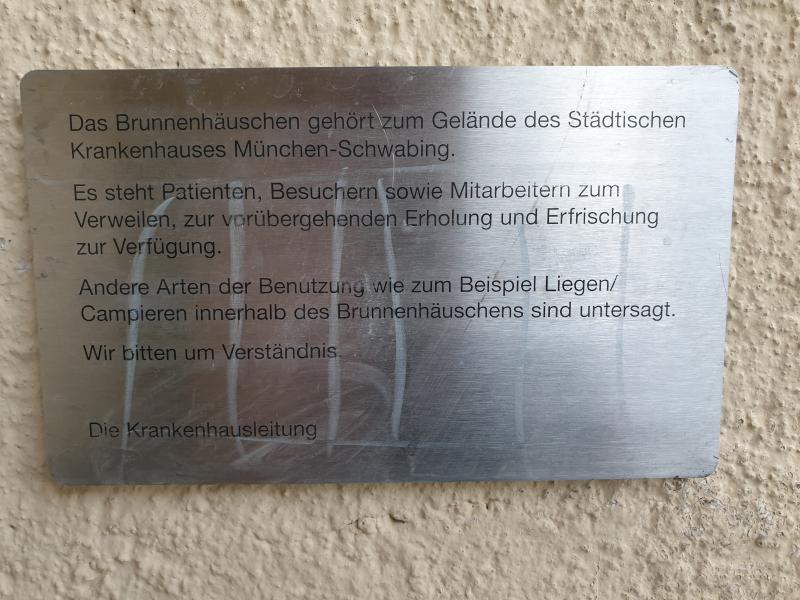 Das Brunnenhäuschen gehört zum Gelände des Städtischen
Krankenhauses München-Schwabing.
Es steht Patienten, Besuchern sowie Mitarbeitern zum
Verweilen, zur vorübergehenden Erholung und Erfrischung
zur Verfügung.
Andere Arten der Benutzung wie zum Beispiel Liegen/
Campieren innerhalb des Brunnenhäuschens sind untersagt.
Wir bitten um Verständnis.
Die Krankenhausleitung